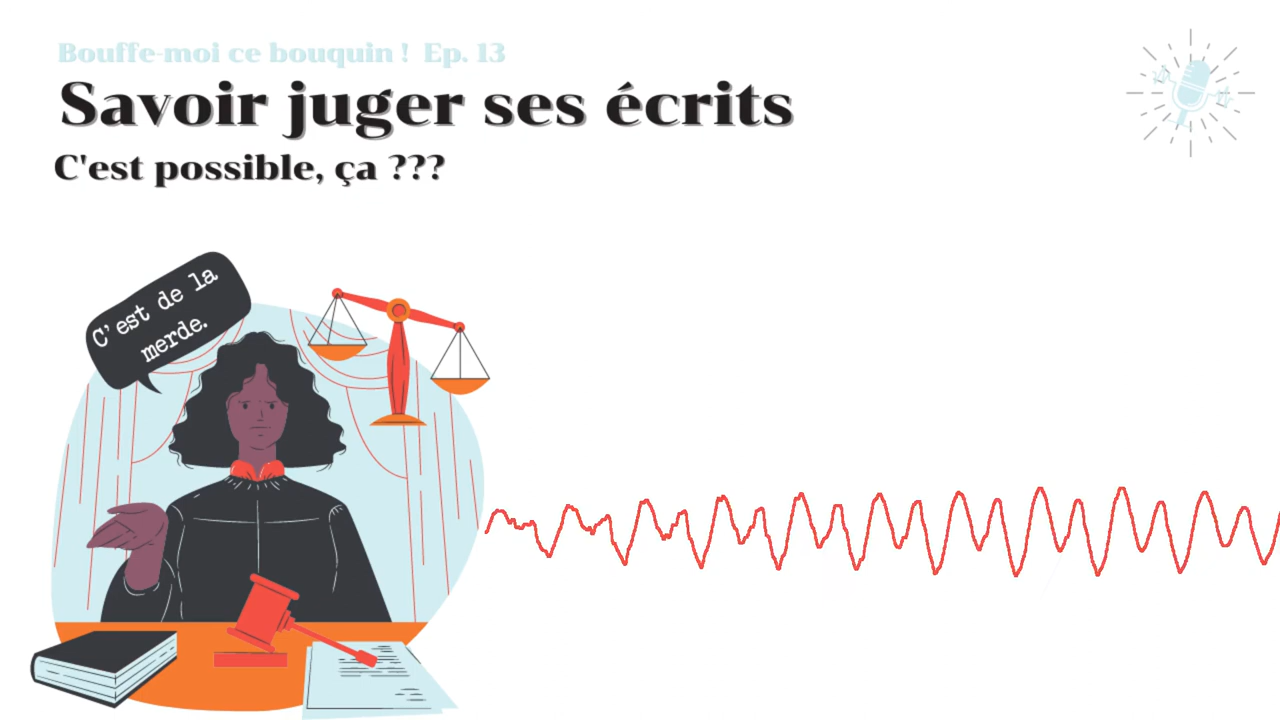 Bouffe-moi ce bouquin ! Ep. 13
Savoir juger ses écrits
C'est possible, ça ???
C'est de la
merde.